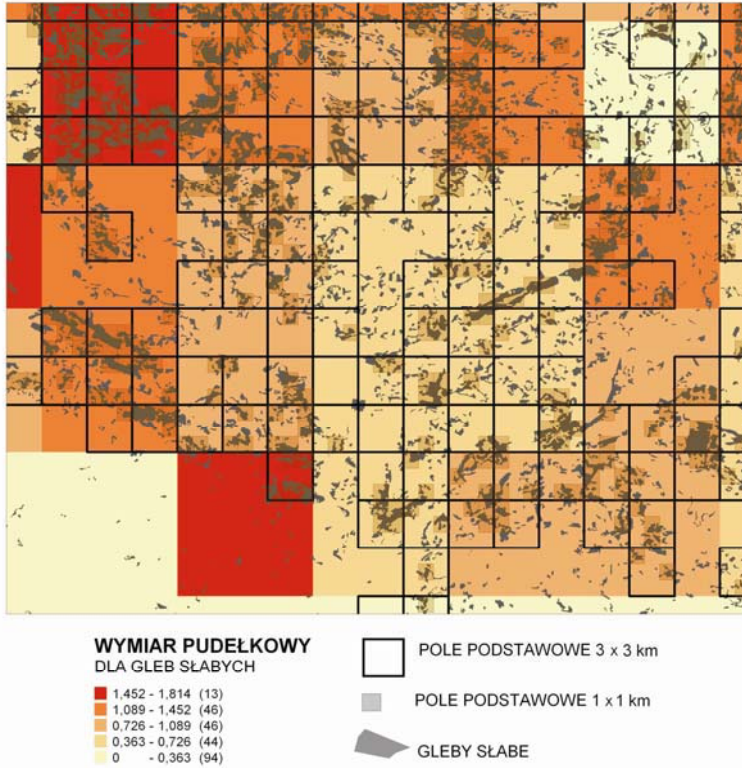 WYMIAR PUDEŁKOWY
DLA GLEB SŁABYCH
1,452 - 1,814 (13)
1,089 - 1,452 (46)
0,726 - 1,089 (46)
0,363 - 0,726 (44)
0 - 0,363 (94)
POLE PODSTAWOWE 3 x 3 km
POLE PODSTAWOWE 1 x 1 km
GLEBY SŁABE